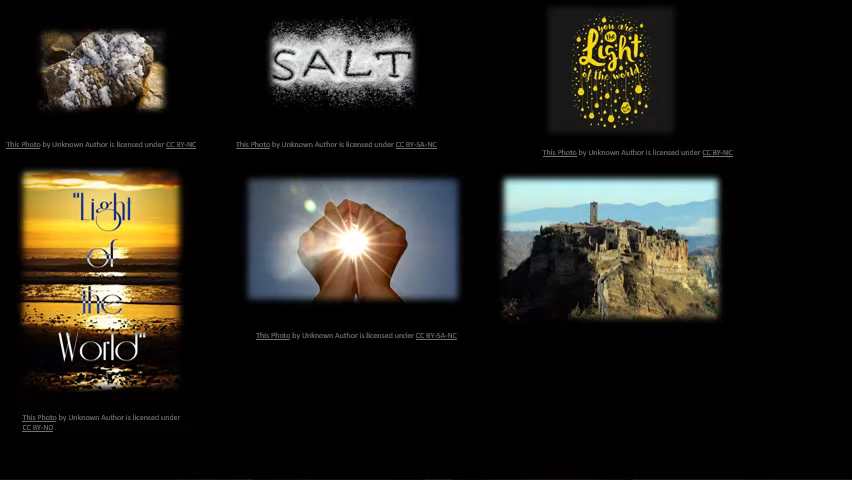 SALT
you are
the
Light
of the world
This Photo by Unknown Author is licensed under CC BY-NC
This Photo by Unknown Author is licensed under CC BY-SA-NC
This Photo by Unknown Author is licensed under CC BY-NC
"Light
of
the
World"
This Photo by Unknown Author is licensed under CC BY-SA-NC
This Photo by Unknown Author is licensed under
CC BY-ND